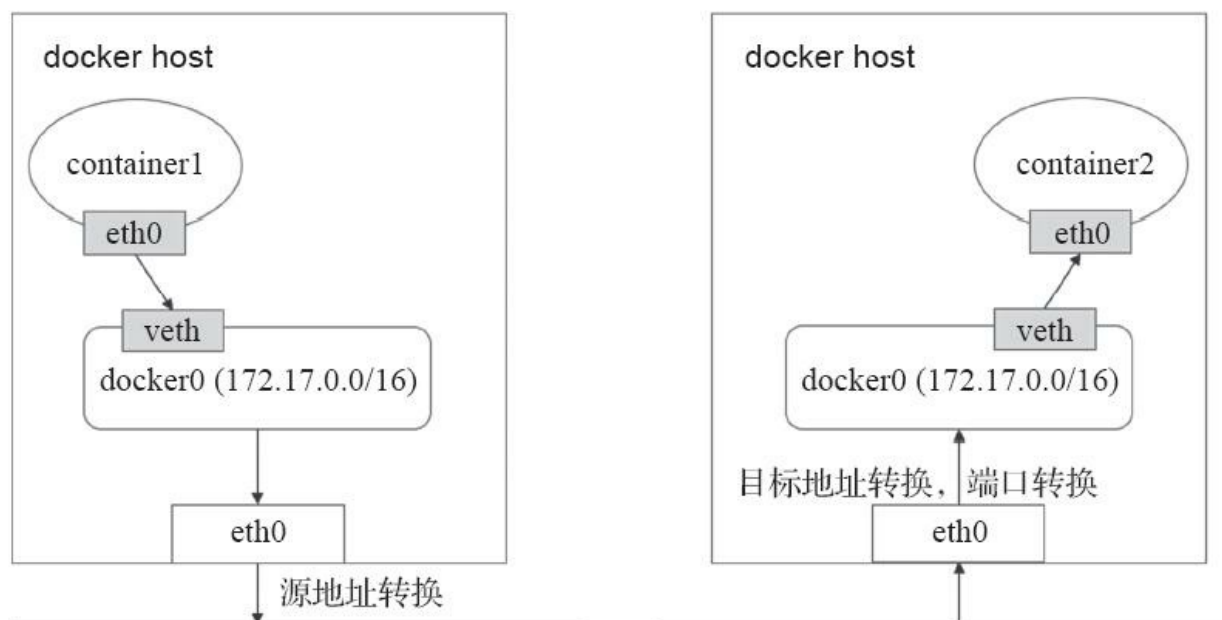 docker host
container1
eth0
veth
docker0 (172.17.0.0/16)
eth0
源地址转换
docker host
container2
eth0
veth
docker0 (172.17.0.0/16)
目标地址转换，端口转换
eth0